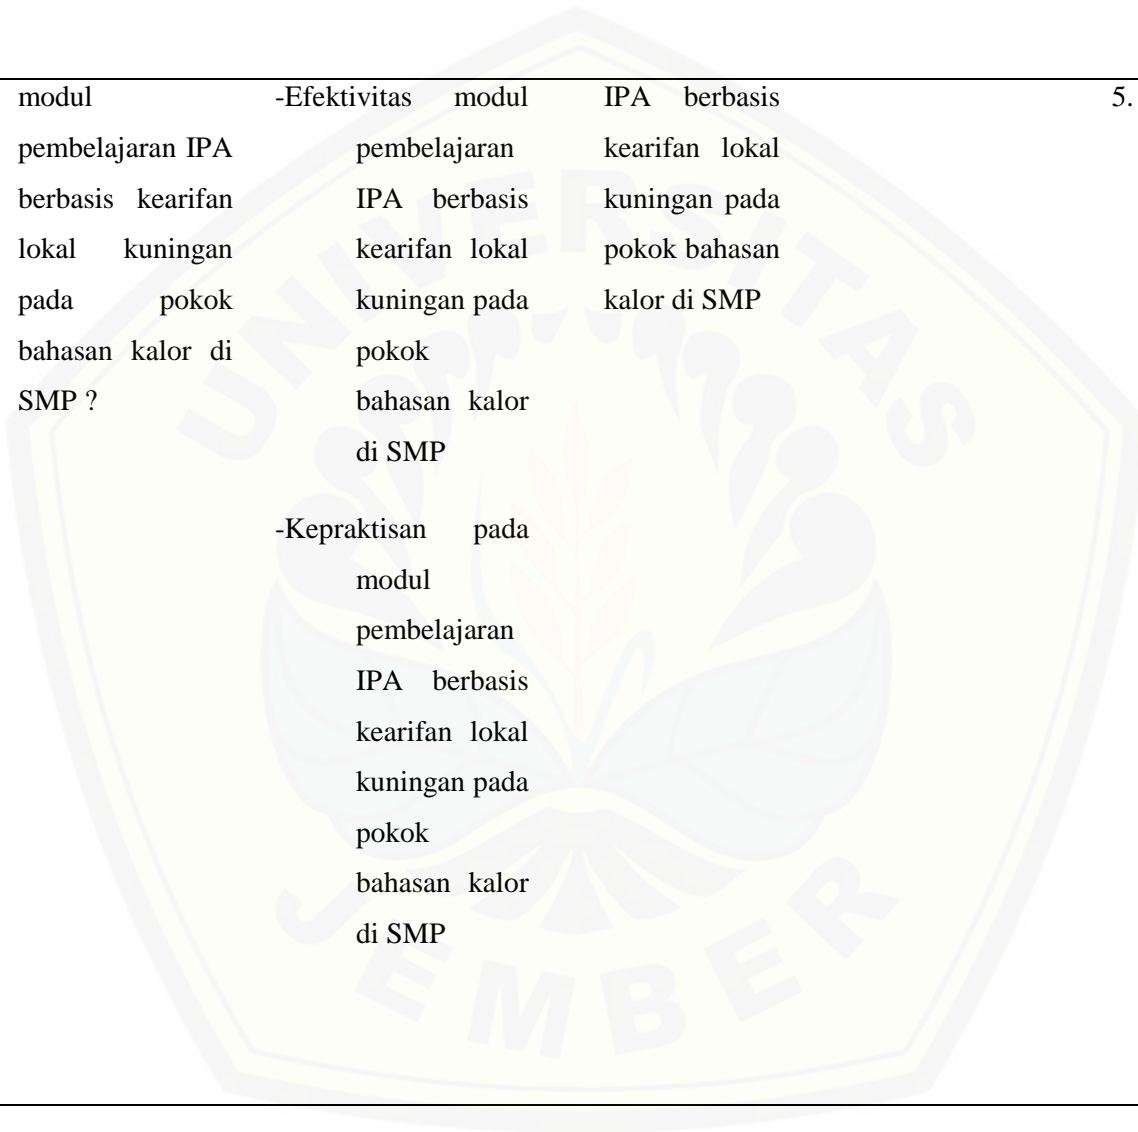 modul
pembelajaran IPA
berbasis kearifan
lokal kuningan
pada pokok
bahasan kalor di
SMP ?
-Efektivitas modul
pembelajaran
IPA berbasis
kearifan lokal
kuningan pada
pokok
bahasan kalor
di SMP
-Kepraktisan pada
modul
pembelajaran
IPA berbasis
kearifan lokal
kuningan pada
pokok
bahasan kalor
di SMP
IPA berbasis
kearifan lokal
kuningan pada
pokok bahasan
kalor di SMP
5.
UNIVERSITAS
JEMBER